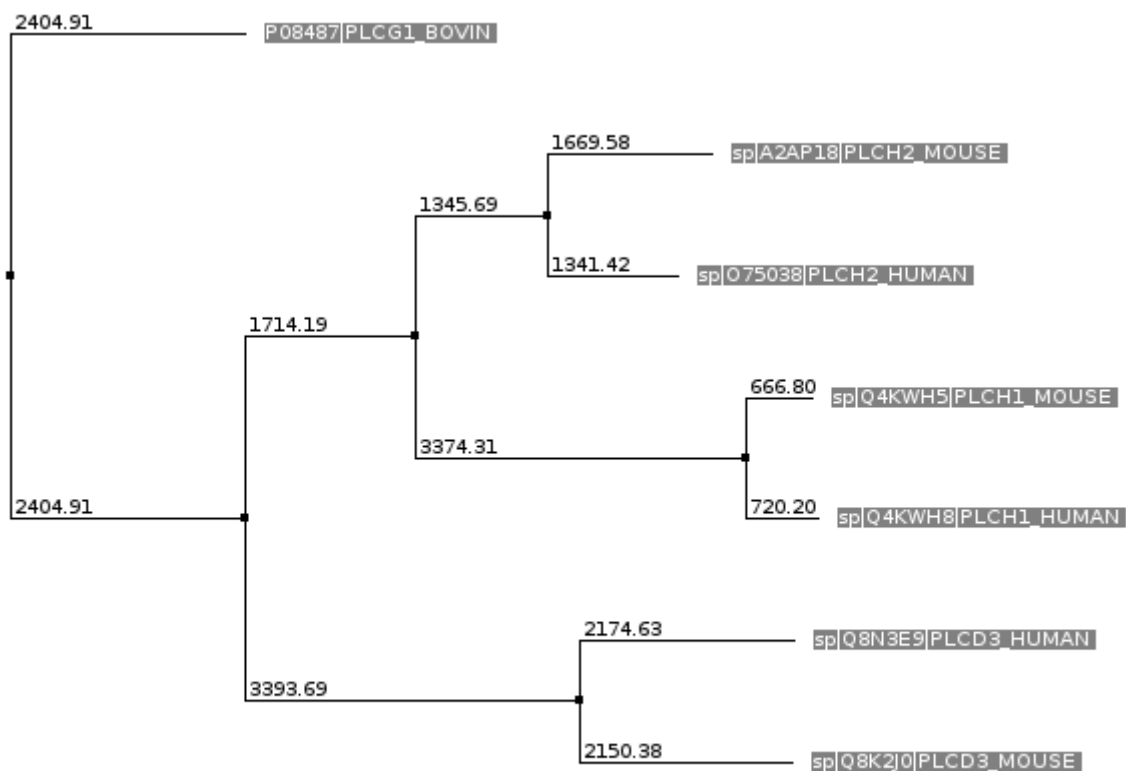 2404.91
P08487|PLCG1_BOVIN
1669.58
sp|A2AP18|PLCH2_MOUSE
1345.69
1341.42
sp|O75038|PLCH2_HUMAN
1714.19
666.80
sp|Q4KWH5|PLCH1_MOUSE
3374.31
2404.91
720.20
sp|Q4KWH8|PLCH1_HUMAN
2174.63
sp|Q8N3E9|PLCD3_HUMAN
3393.69
2150.38
sp|Q8K2J0|PLCD3_MOUSE